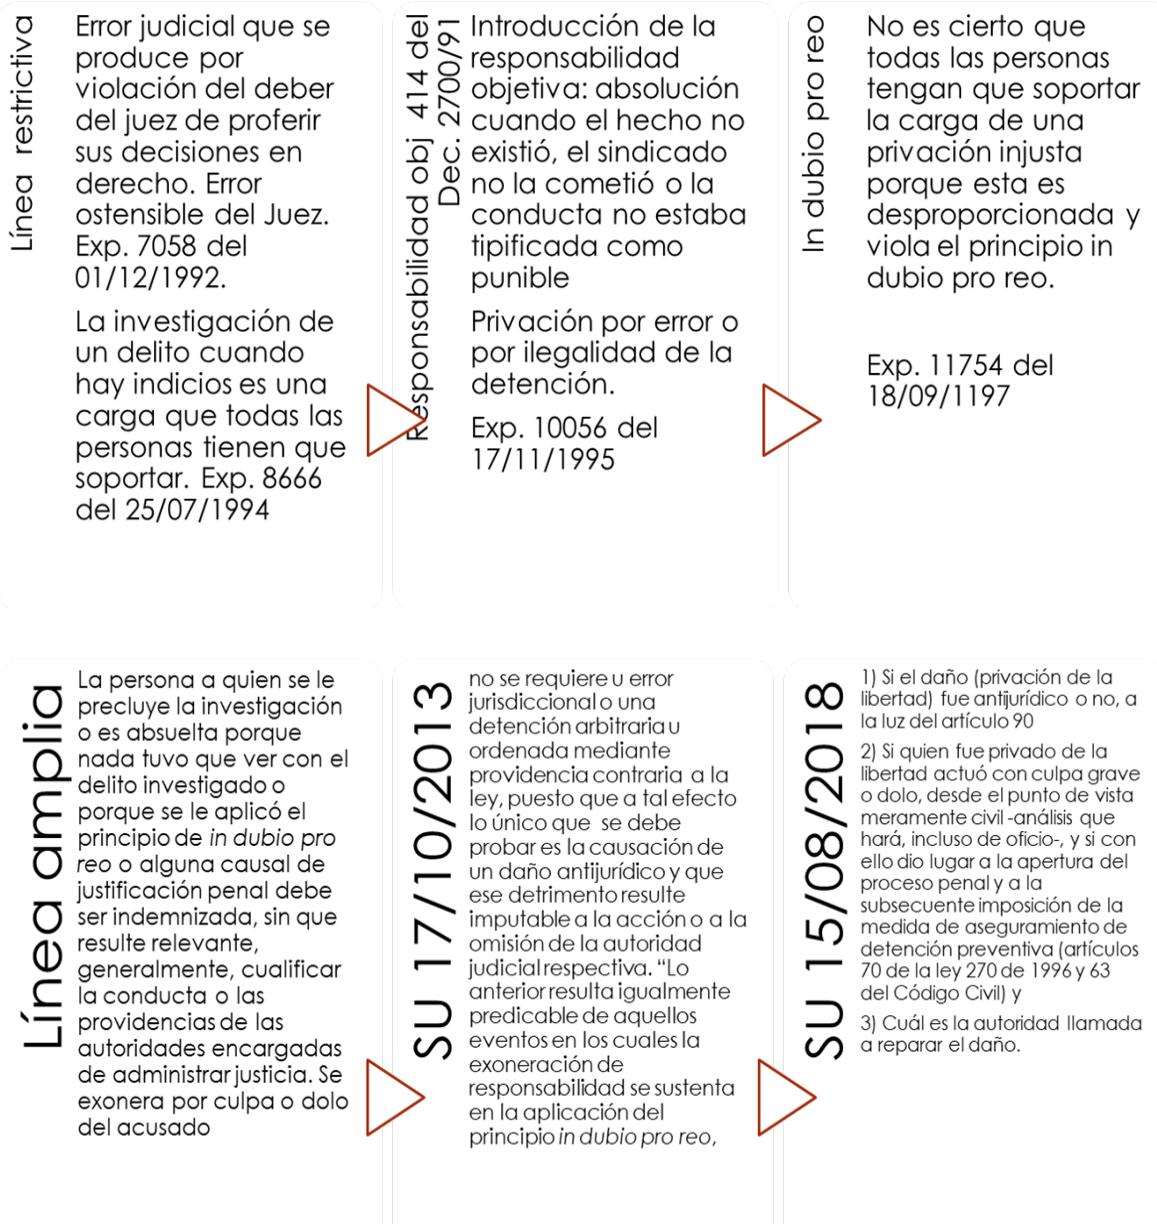 Línea restrictiva
Error judicial que se
produce por
violación del deber
del juez de proferir
sus decisiones en
derecho. Error
ostensible del Juez.
Exp. 7058 del
01/12/1992.
La investigación de
un delito cuando
hay indicios es una
carga que todas las
personas tienen que
soportar. Exp. 8666
del 25/07/1994
Responsabilidad obj 414 del
Dec. 2700/91
Introducción de la
responsabilidad
objetiva: absolución
cuando el hecho no
existió, el sindicado
no la cometió o la
conducta no estaba
tipificada como
punible
Privación por error o
por ilegalidad de la
detención.
Exp. 10056 del
17/11/1995
In dubio pro reo
No es cierto que
todas las personas
tengan que soportar
la carga de una
privación injusta
porque esta es
desproporcionada y
viola el principio in
dubio pro reo.
Exp. 11754 del
18/09/1197
Línea amplia
La persona a quien se le
precluye la investigación
o es absuelta porque
nada tuvo que ver con el
delito investigado o
porque se le aplicó el
principio de in dubio pro
reo o alguna causal de
justificación penal debe
ser indemnizada, sin que
resulte relevante,
generalmente, cualificar
la conducta o las
providencias de las
autoridades encargadas
de administrar justicia. Se
exonera por culpa o dolo
del acusado
SU 17/10/2013
no se requiere u error
jurisdiccional o una
detención arbitraria u
ordenada mediante
providencia contraria a la
ley, puesto que a tal efecto
lo único que se debe
probar es la causación de
un daño antijurídico y que
ese detrimento resulte
imputable a la acción o a la
omisión de la autoridad
judicial respectiva. “Lo
anterior resulta igualmente
predicable de aquellos
eventos en los cuales la
exoneración de
responsabilidad se sustenta
en la aplicación del
principio in dubio pro reo,
SU 15/08/2018
1) Si el daño (privación de la
libertad) fue antijurídico o no, a
la luz del artículo 90
2) Si quien fue privado de la
libertad actuó con culpa grave
o dolo, desde el punto de vista
meramente civil -análisis que
hará, incluso de oficio-, y si con
ello dio lugar a la apertura del
proceso penal y a la
subsecuente imposición de la
medida de aseguramiento de
detención preventiva (artículos
70 de la ley 270 de 1996 y 63
del Código Civil) y
3) Cuál es la autoridad llamada
a reparar el daño.